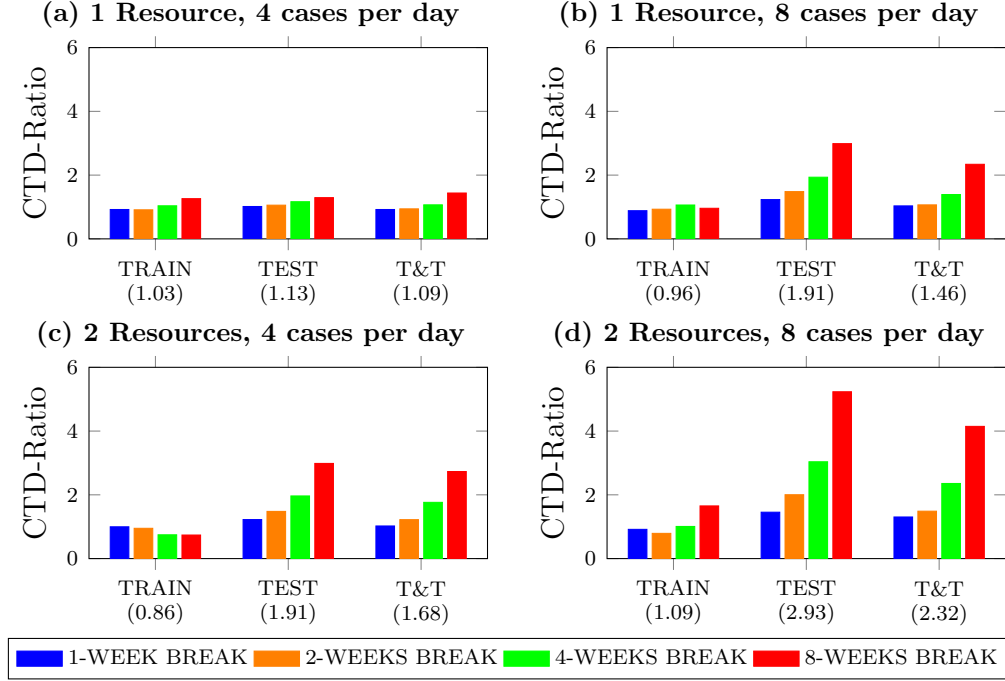 (a) 1 Resource, 4 cases per day
CTD-Ratio
6
4
2
0
TRAIN
(1.03)
TEST
(1.13)
T&T
(1.09)
(b) 1 Resource, 8 cases per day
CTD-Ratio
6
4
2
0
TRAIN
(0.96)
TEST
(1.91)
T&T
(1.46)
(c) 2 Resources, 4 cases per day
CTD-Ratio
6
4
2
0
TRAIN
(0.86)
TEST
(1.91)
T&T
(1.68)
(d) 2 Resources, 8 cases per day
CTD-Ratio
6
4
2
0
TRAIN
(1.09)
TEST
(2.93)
T&T
(2.32)
1-WEEK BREAK 2-WEEKS BREAK 4-WEEKS BREAK 8-WEEKS BREAK